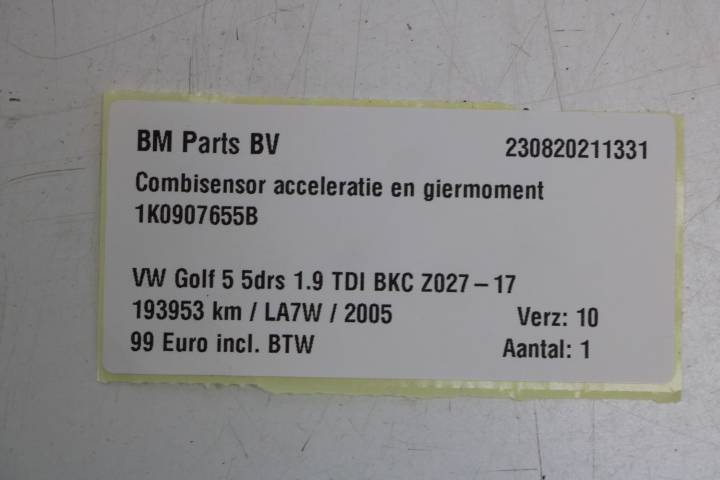 BM Parts BV 230820211331
Combisensor acceleratie en giermoment
1K0907655B
VW Golf 5 5drs 1.9 TDI BKC Z027 – 17
193953 km / LA7W / 2005 Verz: 10
99 Euro incl. BTW Aantal: 1